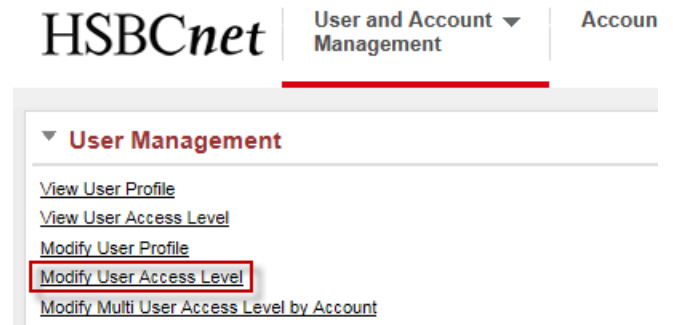 HSBCnet
User and Account
Management
Accoun
User Management
View User Profile
View User Access Level
Modify User Profile
Modify User Access Level
Modify Multi User Access Level by Account